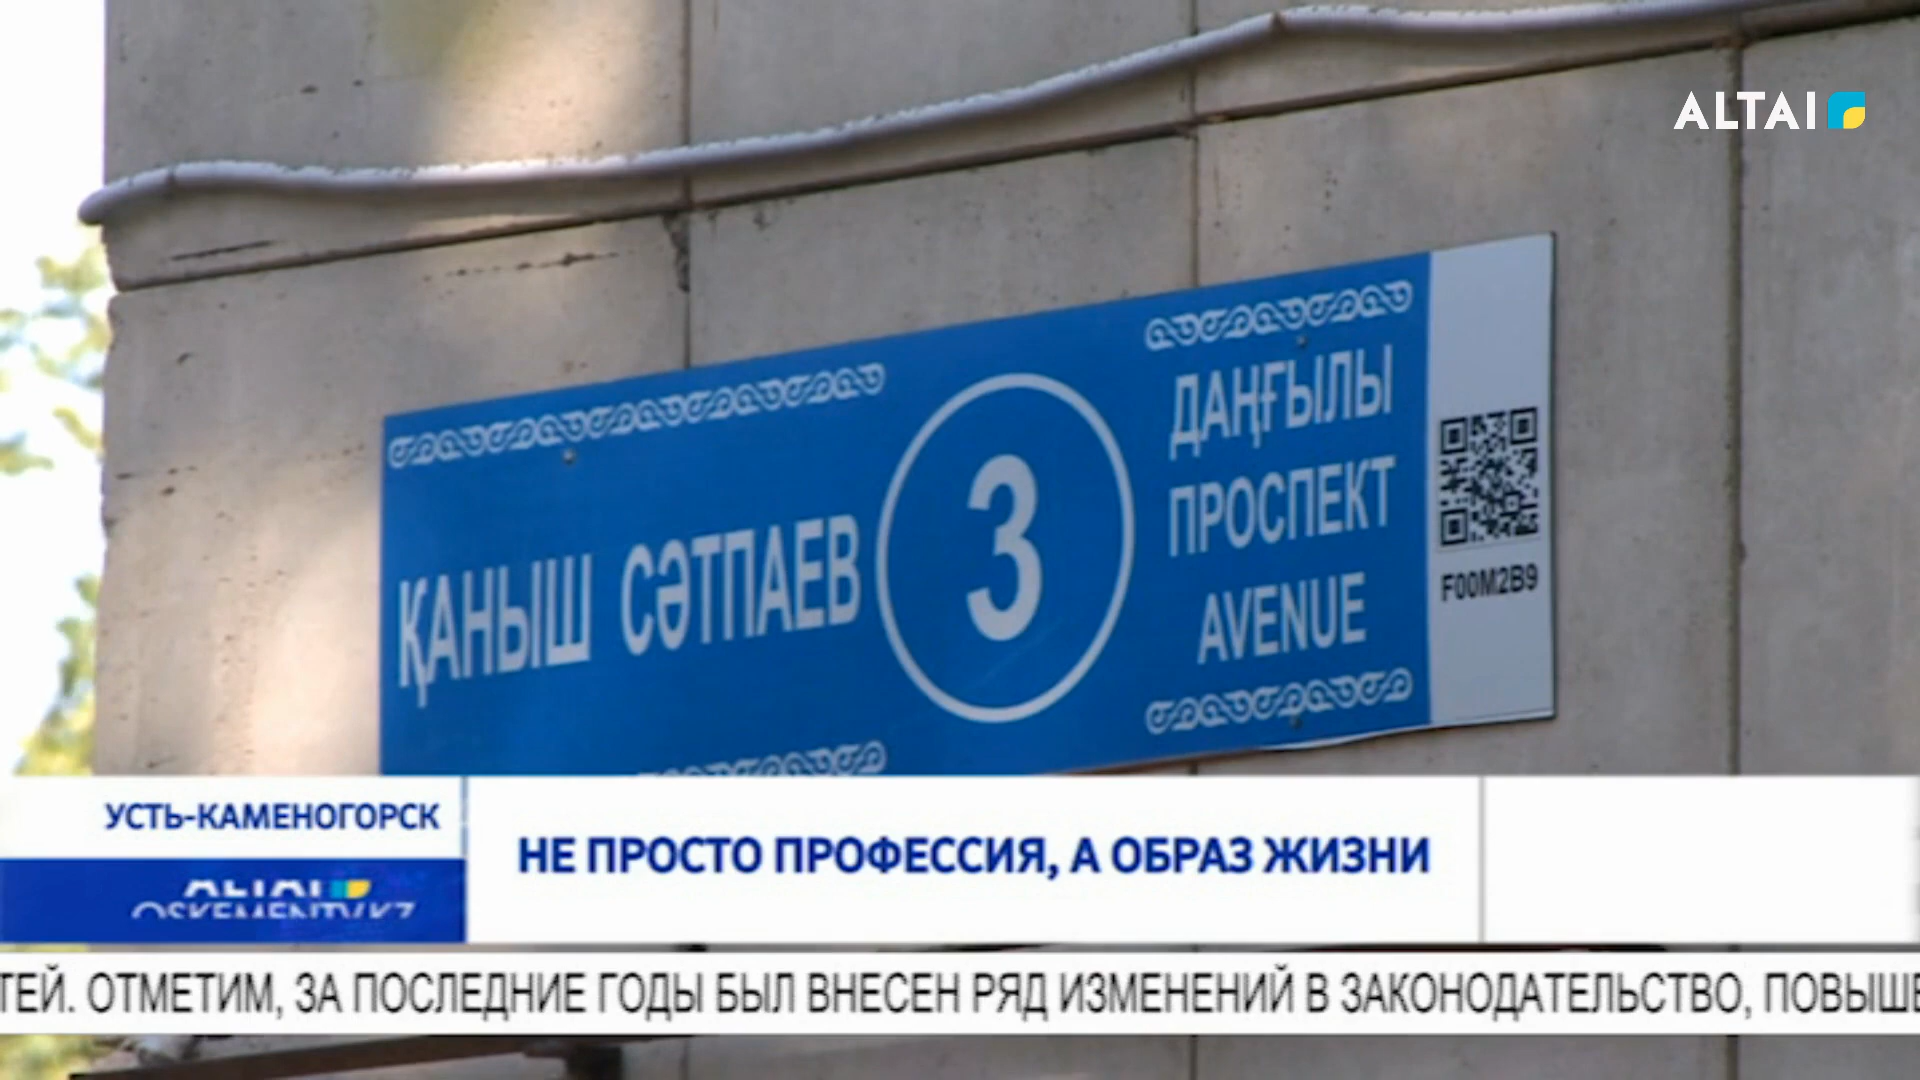 ALTAI
ҚАНЫШ СӘТПАЕВ
3
ДАҢҒЫЛЫ
ПРОСПЕКТ
AVENUE
F00M2B9
УСТЬ-КАМЕНОГОРСК
НЕ ПРОСТО ПРОФЕССИЯ, А ОБРАЗ ЖИЗНИ
ТЕЙ. ОТМЕТИМ, ЗА ПОСЛЕДНИЕ ГОДЫ БЫЛ ВНЕСЕН РЯД ИЗМЕНЕНИЙ В ЗАКОНОДАТЕЛЬСТВО, ПОВЫШЕ